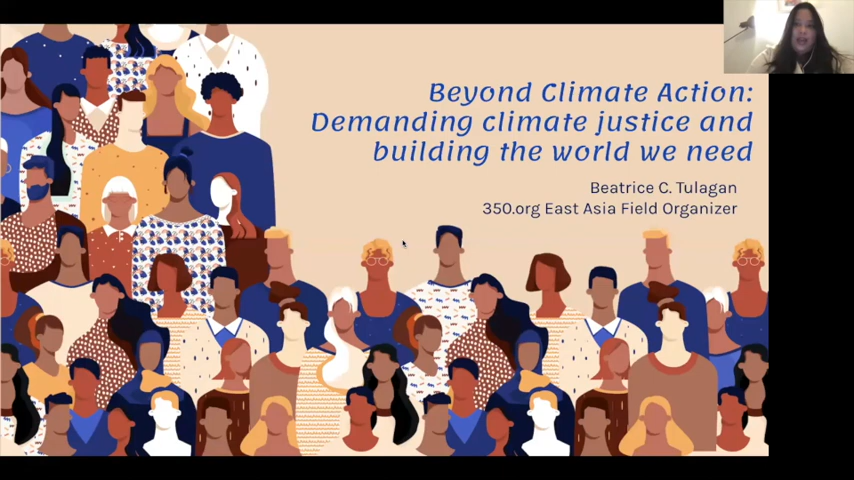 Beyond Climate Action:
Demanding climate justice and
building the world we need
Beatrice C. Tulagan
350.org East Asia Field Organizer